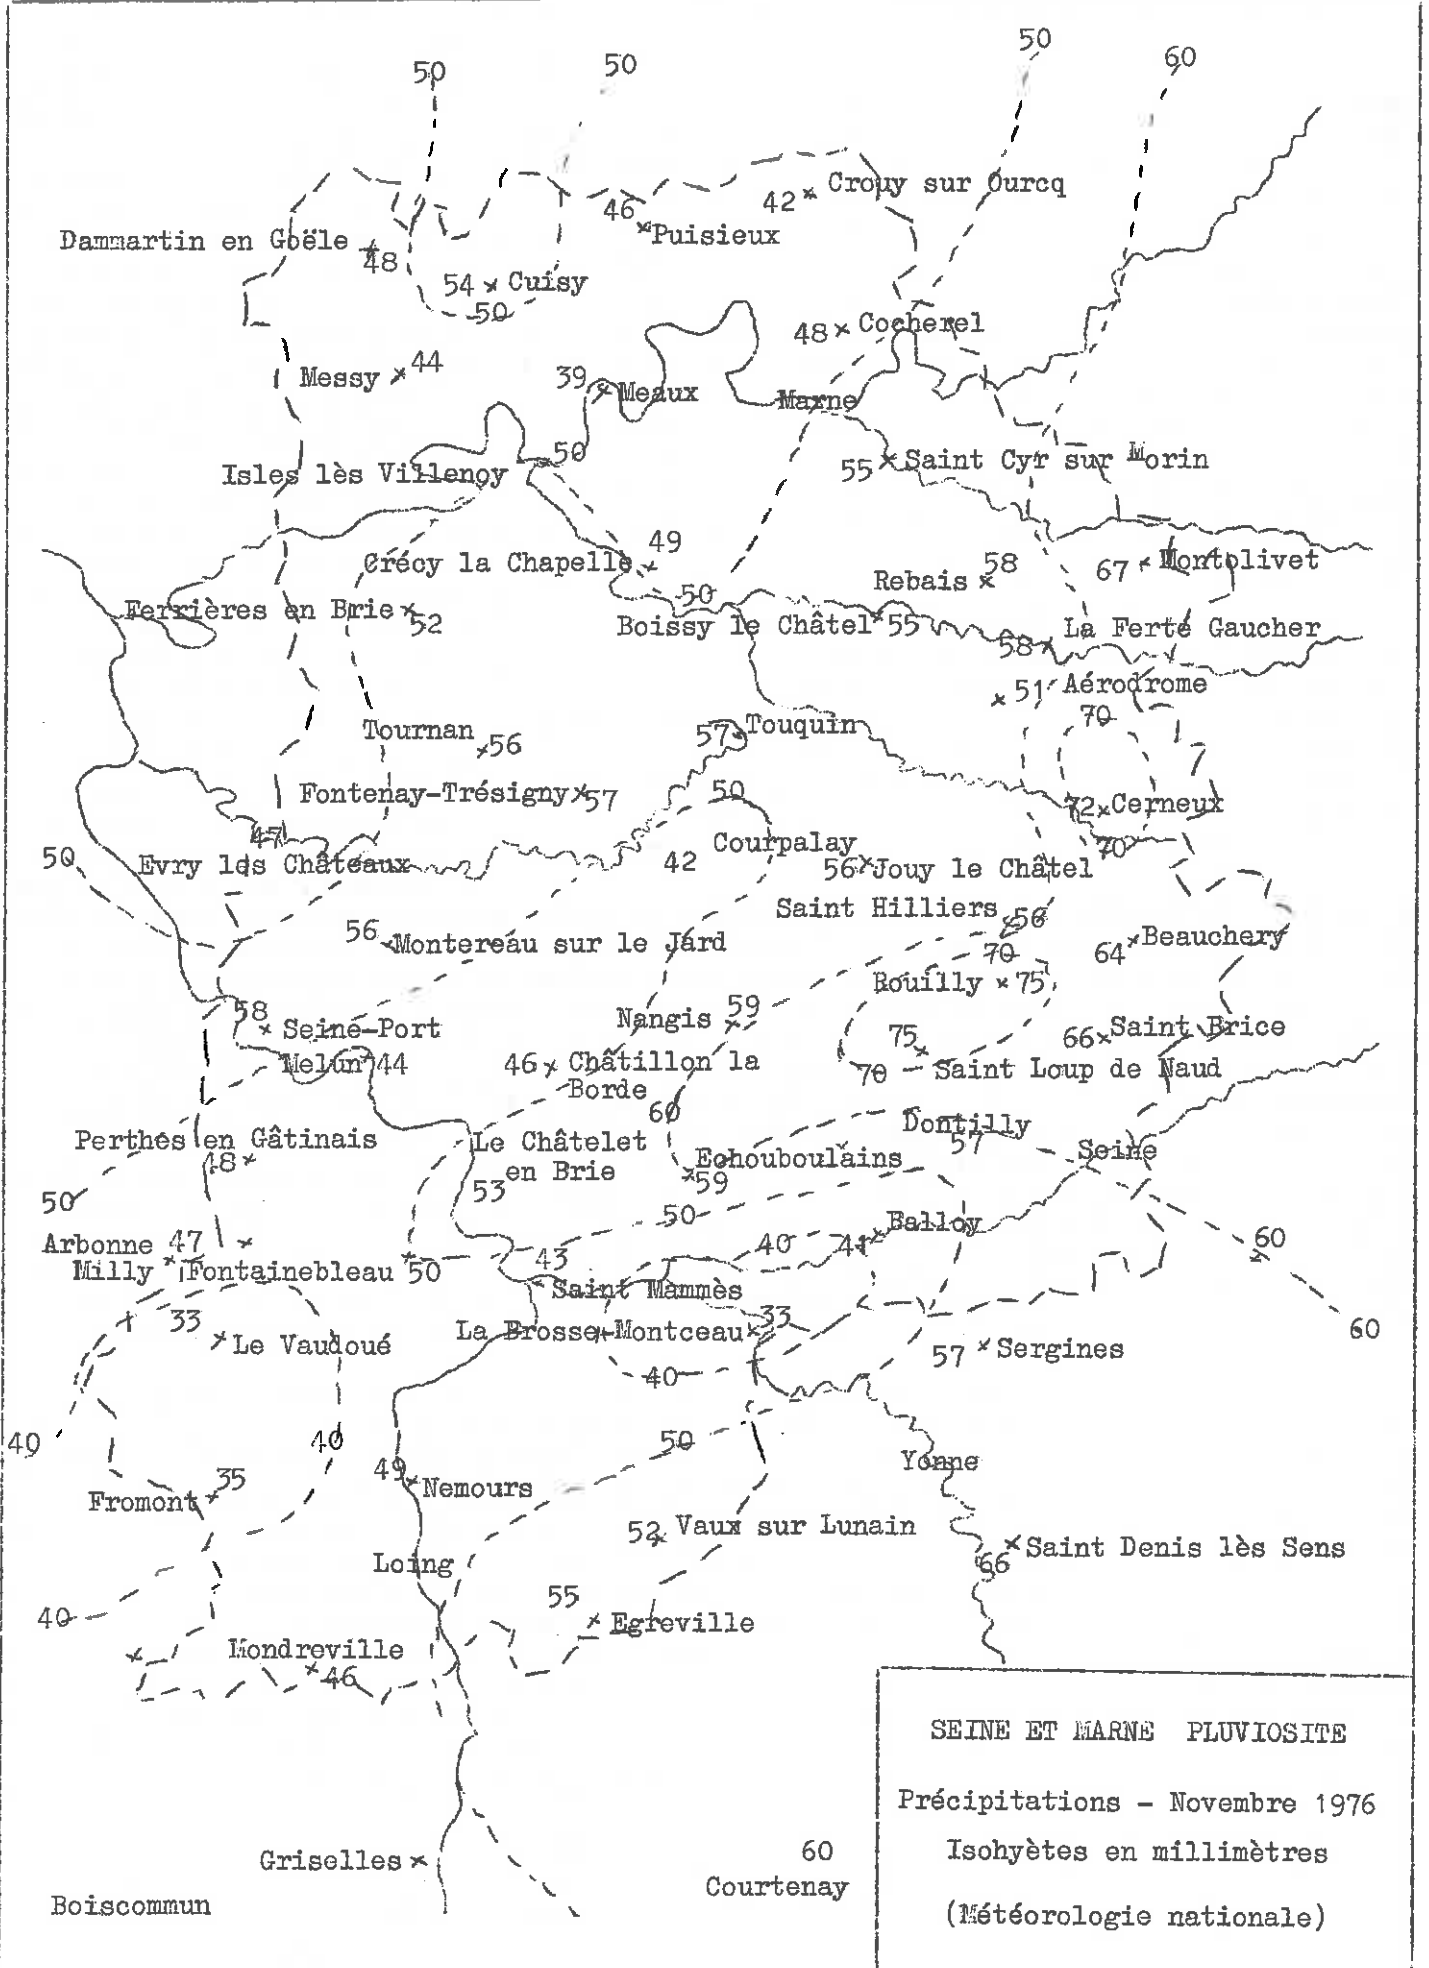 50 50 50 60
Crouy sur Ourcq
42
46
Puisieux
Dammartin en Goële
48
54 Cuisy
50
48 Cocherel
Messy 44
39 Meaux
Marne
50
Isles lès Villenoy
55 Saint Cyr sur Morin
49
Crécy la Chapelle
58
Rebais
67 Montolivet
50
Ferrières en Brie
52
Boissy le Châtel 55
La Ferté Gaucher
58
51 Aérodrome
70
Tournan
56
57 Touquin
Fontenay-Trésigny 57
50
72 Cerneux
47
Courpalay
42
70
50
Evry les Châteaux
56 Jouy le Châtel
Saint Hilliers 56
56
Montereau sur le Jard
64 Beauchery
70
Rouilly 75
58
Seine-Port
59
Nangis
75
66 Saint Brice
Melun 44
46 Châtillon la
Borde
70
Saint Loup de Naud
60
Dontilly
57
Perthes en Gâtinais
48
Le Châtelet
en Brie
53
Echouboulains
59
Seine
50
50
Balloy
Arbonne 47
40 41
60
43
Milly Fontainebleau 50
Saint Mammès
33
Le Vaudoué
La Brosse-Montceau 33
60
57 Sergines
40
40
40
50
49
Nemours
Yonne
35
Fromont
52 Vaux sur Lunain
Saint Denis lès Sens
66
Loing
55
Egreville
40
Mondreville
46
SEINE ET MARNE PLUVIOSITE
Précipitations - Novembre 1976
Isohyètes en millimètres
(Météorologie nationale)
60
Courtenay
Griselles
Boiscommun